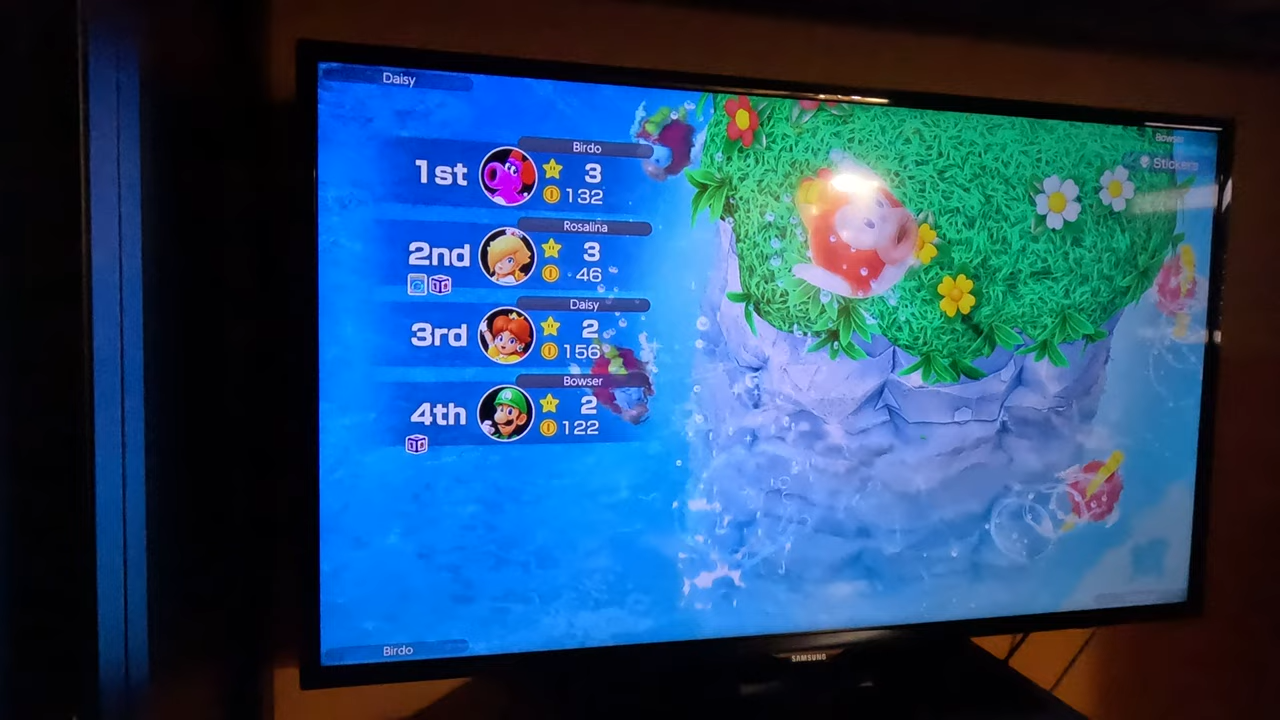 Daisy
Bowser
Stickers
1st
Birdo
3
132
2nd
Rosalina
3
46
3rd
Daisy
2
156
4th
Bowser
2
122
Birdo
SAMSUNG